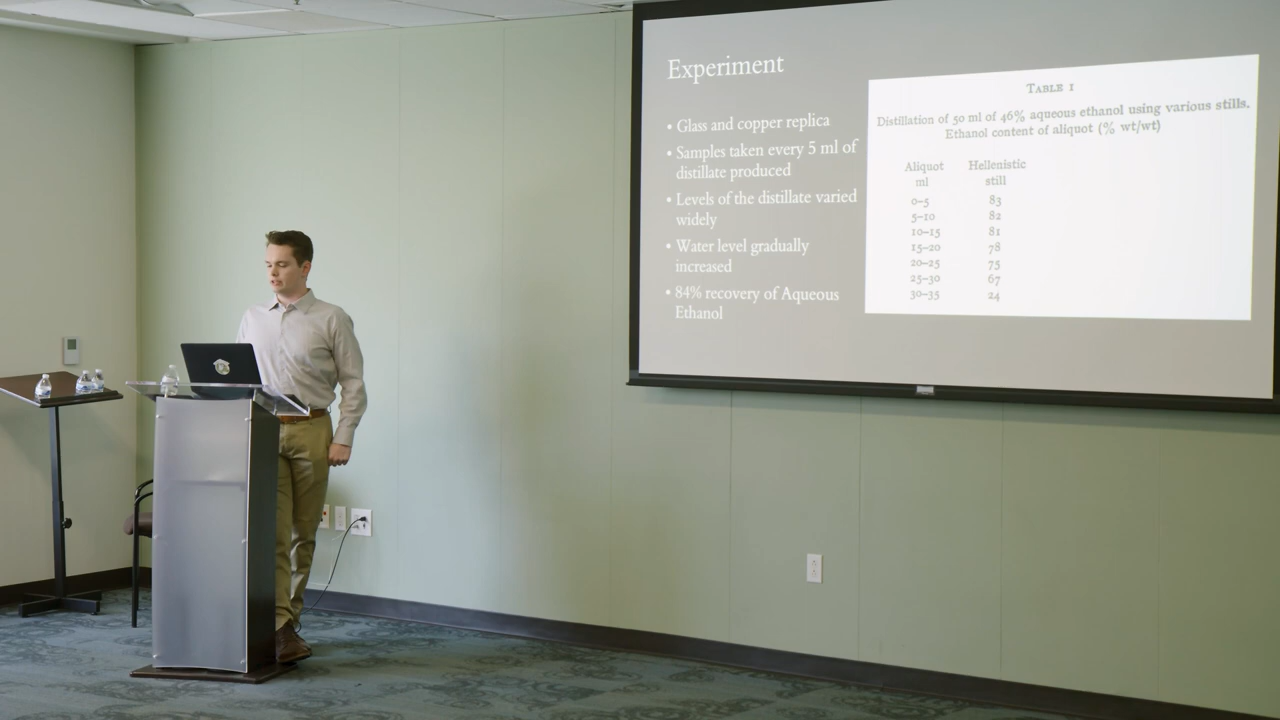 Experiment
• Glass and copper replica
• Samples taken every 5 ml of
distillate produced
• Levels of the distillate varied
widely
• Water level gradually
increased
• 84% recovery of Aqueous
Ethanol
Table 1
Distillation of 50 ml of 46% aqueous ethanol using various stills.
Ethanol content of aliquot (% wt/wt)
Aliquot Hellenistic
ml still
0–5 83
5–10 82
10–15 81
15–20 78
20–25 75
25–30 67
30–35 24